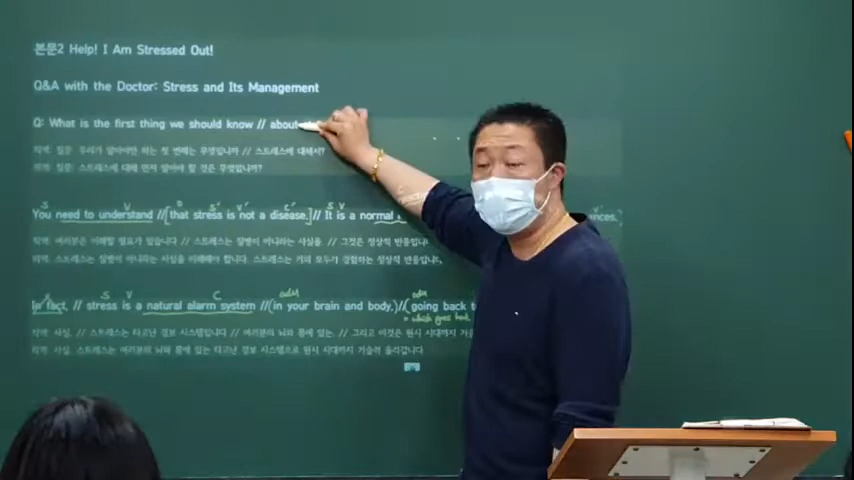 본문2 Help! I Am Stressed Out!
Q&A with the Doctor: Stress and Its Management
Q: What is the first thing we should know // about
직역: 질문: 우리가 알아야만 하는 첫 번째는 무엇입니까 // 스트레스에 대해서?
의역: 질문: 스트레스에 대해 먼저 알아야 할 것은 무엇입니까?
S V O S' V' C' S V V'
You need to understand //[that stress is not a disease.]// It is a normal ances.
직역: 여러분은 이해할 필요가 있습니다 // 스트레스는 질병이 아니라는 사실을. // 그것은 정상적 반응입니
의역: 스트레스는 질병이 아니라는 사실을 이해해야 합니다. 스트레스는 거의 모두가 경험하는 정상적 반응입니
S V C adv adv
In fact, // stress is a natural alarm system //(in your brain and body,)//(going back
= which goes back
직역: 사실, // 스트레스는 타고난 경보 시스템입니다 // 여러분의 뇌와 몸에 있는, // 그리고 이것은 원시 시대까지 거슬
의역: 사실, 스트레스는 여러분의 뇌와 몸에 있는 타고난 경보 시스템으로 원시 시대까지 거슬러 올라갑니다.